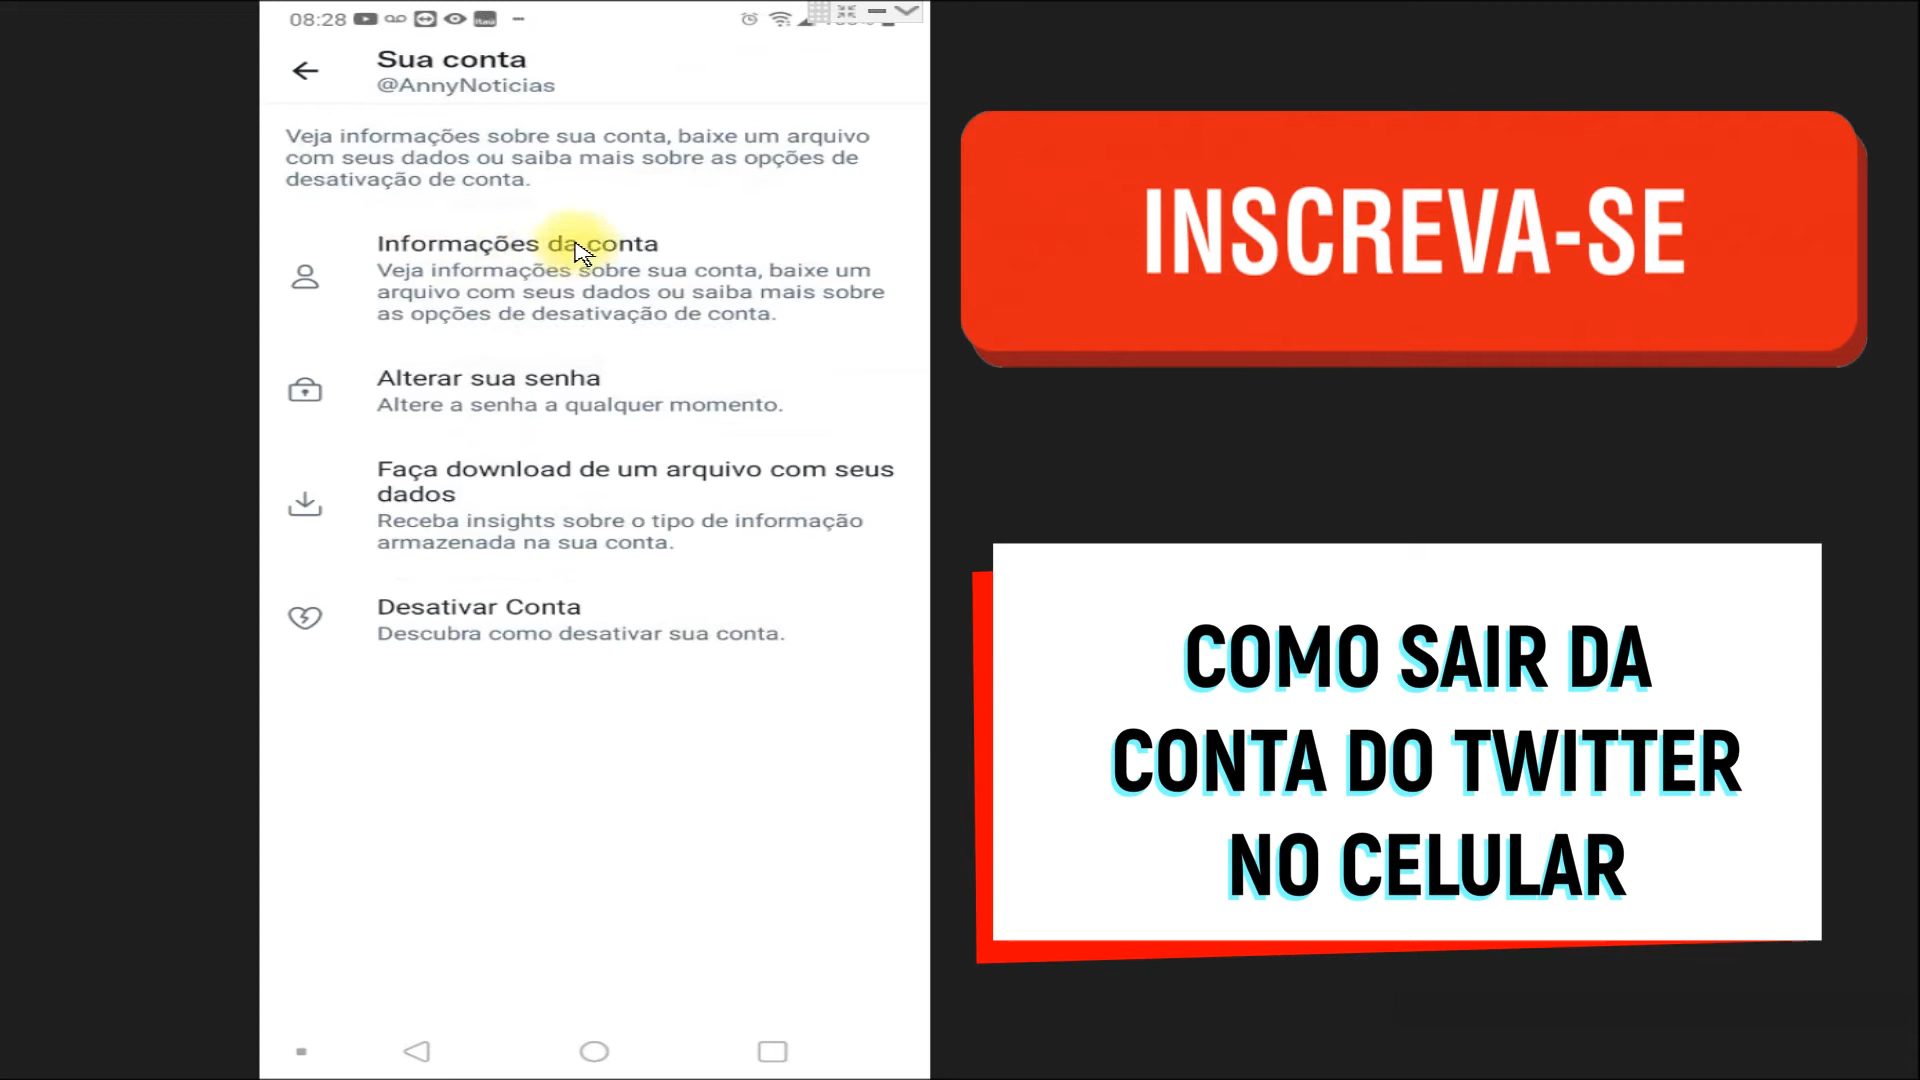 08:28
Sua conta
@AnnyNoticias
Veja informações sobre sua conta, baixe um arquivo
com seus dados ou saiba mais sobre as opções de
desativação de conta.
Informações da conta
Veja informações sobre sua conta, baixe um
arquivo com seus dados ou saiba mais sobre
as opções de desativação de conta.
Alterar sua senha
Altere a senha a qualquer momento.
Faça download de um arquivo com seus
dados
Receba insights sobre o tipo de informação
armazenada na sua conta.
Desativar Conta
Descubra como desativar sua conta.
INSCREVA-SE
COMO SAIR DA
CONTA DO TWITTER
NO CELULAR